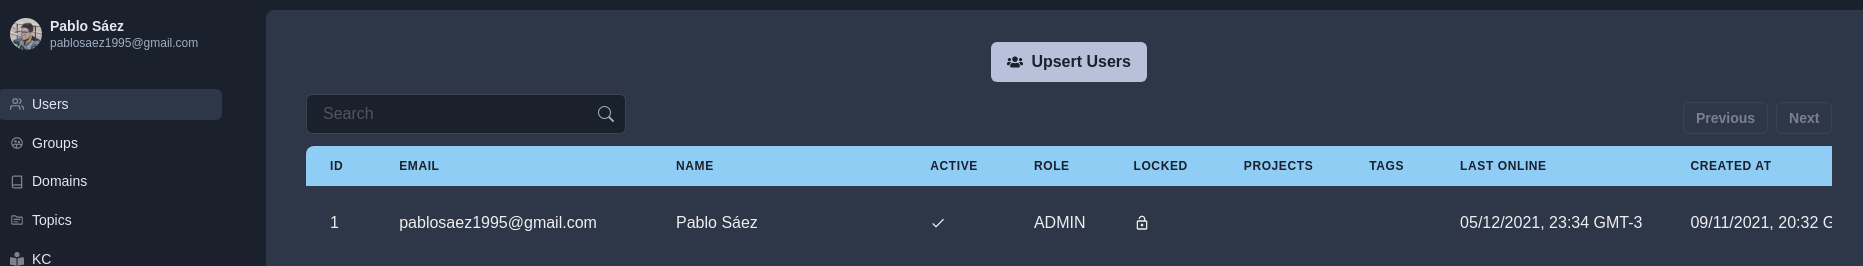 Pablo Sáez
pablosaez1995@gmail.com
Users
Groups
Domains
Topics
KC
Upsert Users
Search
Previous Next
ID EMAIL NAME ACTIVE ROLE LOCKED PROJECTS TAGS LAST ONLINE CREATED AT
1 pablosaez1995@gmail.com Pablo Sáez ADMIN 05/12/2021, 23:34 GMT-3 09/11/2021, 20:32 G